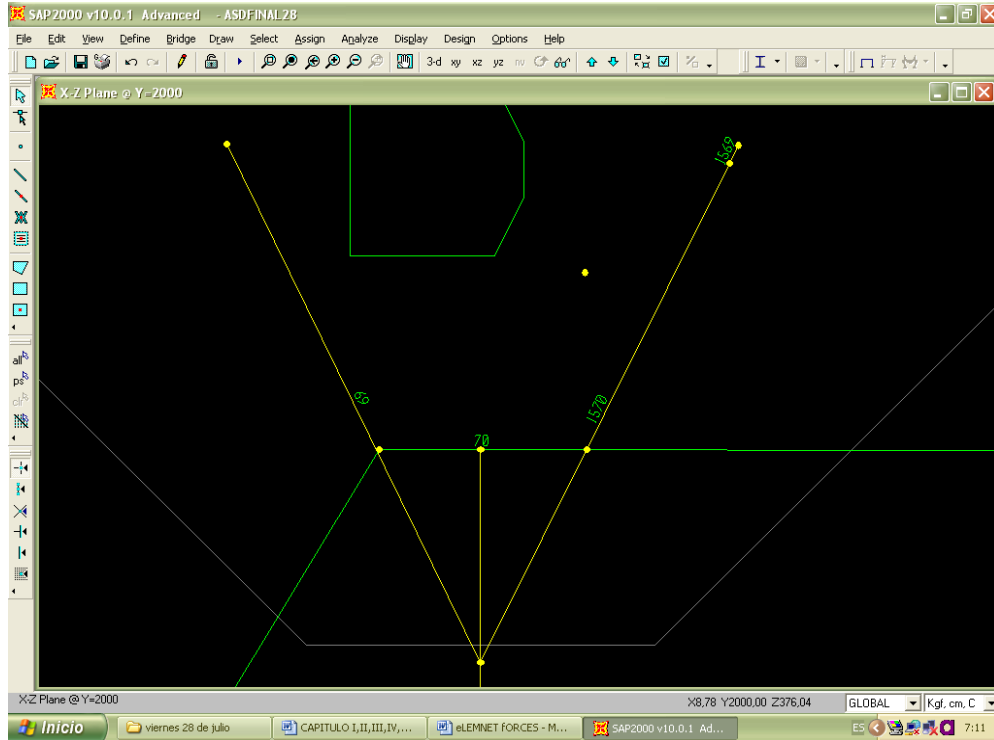 SAP2000 v10.0.1 Advanced - ASDFINAL28
File Edit View Define Bridge Draw Select Assign Analyze Display Design Options Help
3-d xy xz yz nv
X-Z Plane @ Y=2000
1569
all
ps
clr
69
1570
70
X-Z Plane @ Y=2000
X8,78 Y2000,00 Z376,04
GLOBAL
Kgf, cm, C
Inicio
viernes 28 de julio
CAPITULO I,II,III,IV,...
eLEMNET FORCES - M...
SAP2000 v10.0.1 Ad...
ES
7:11